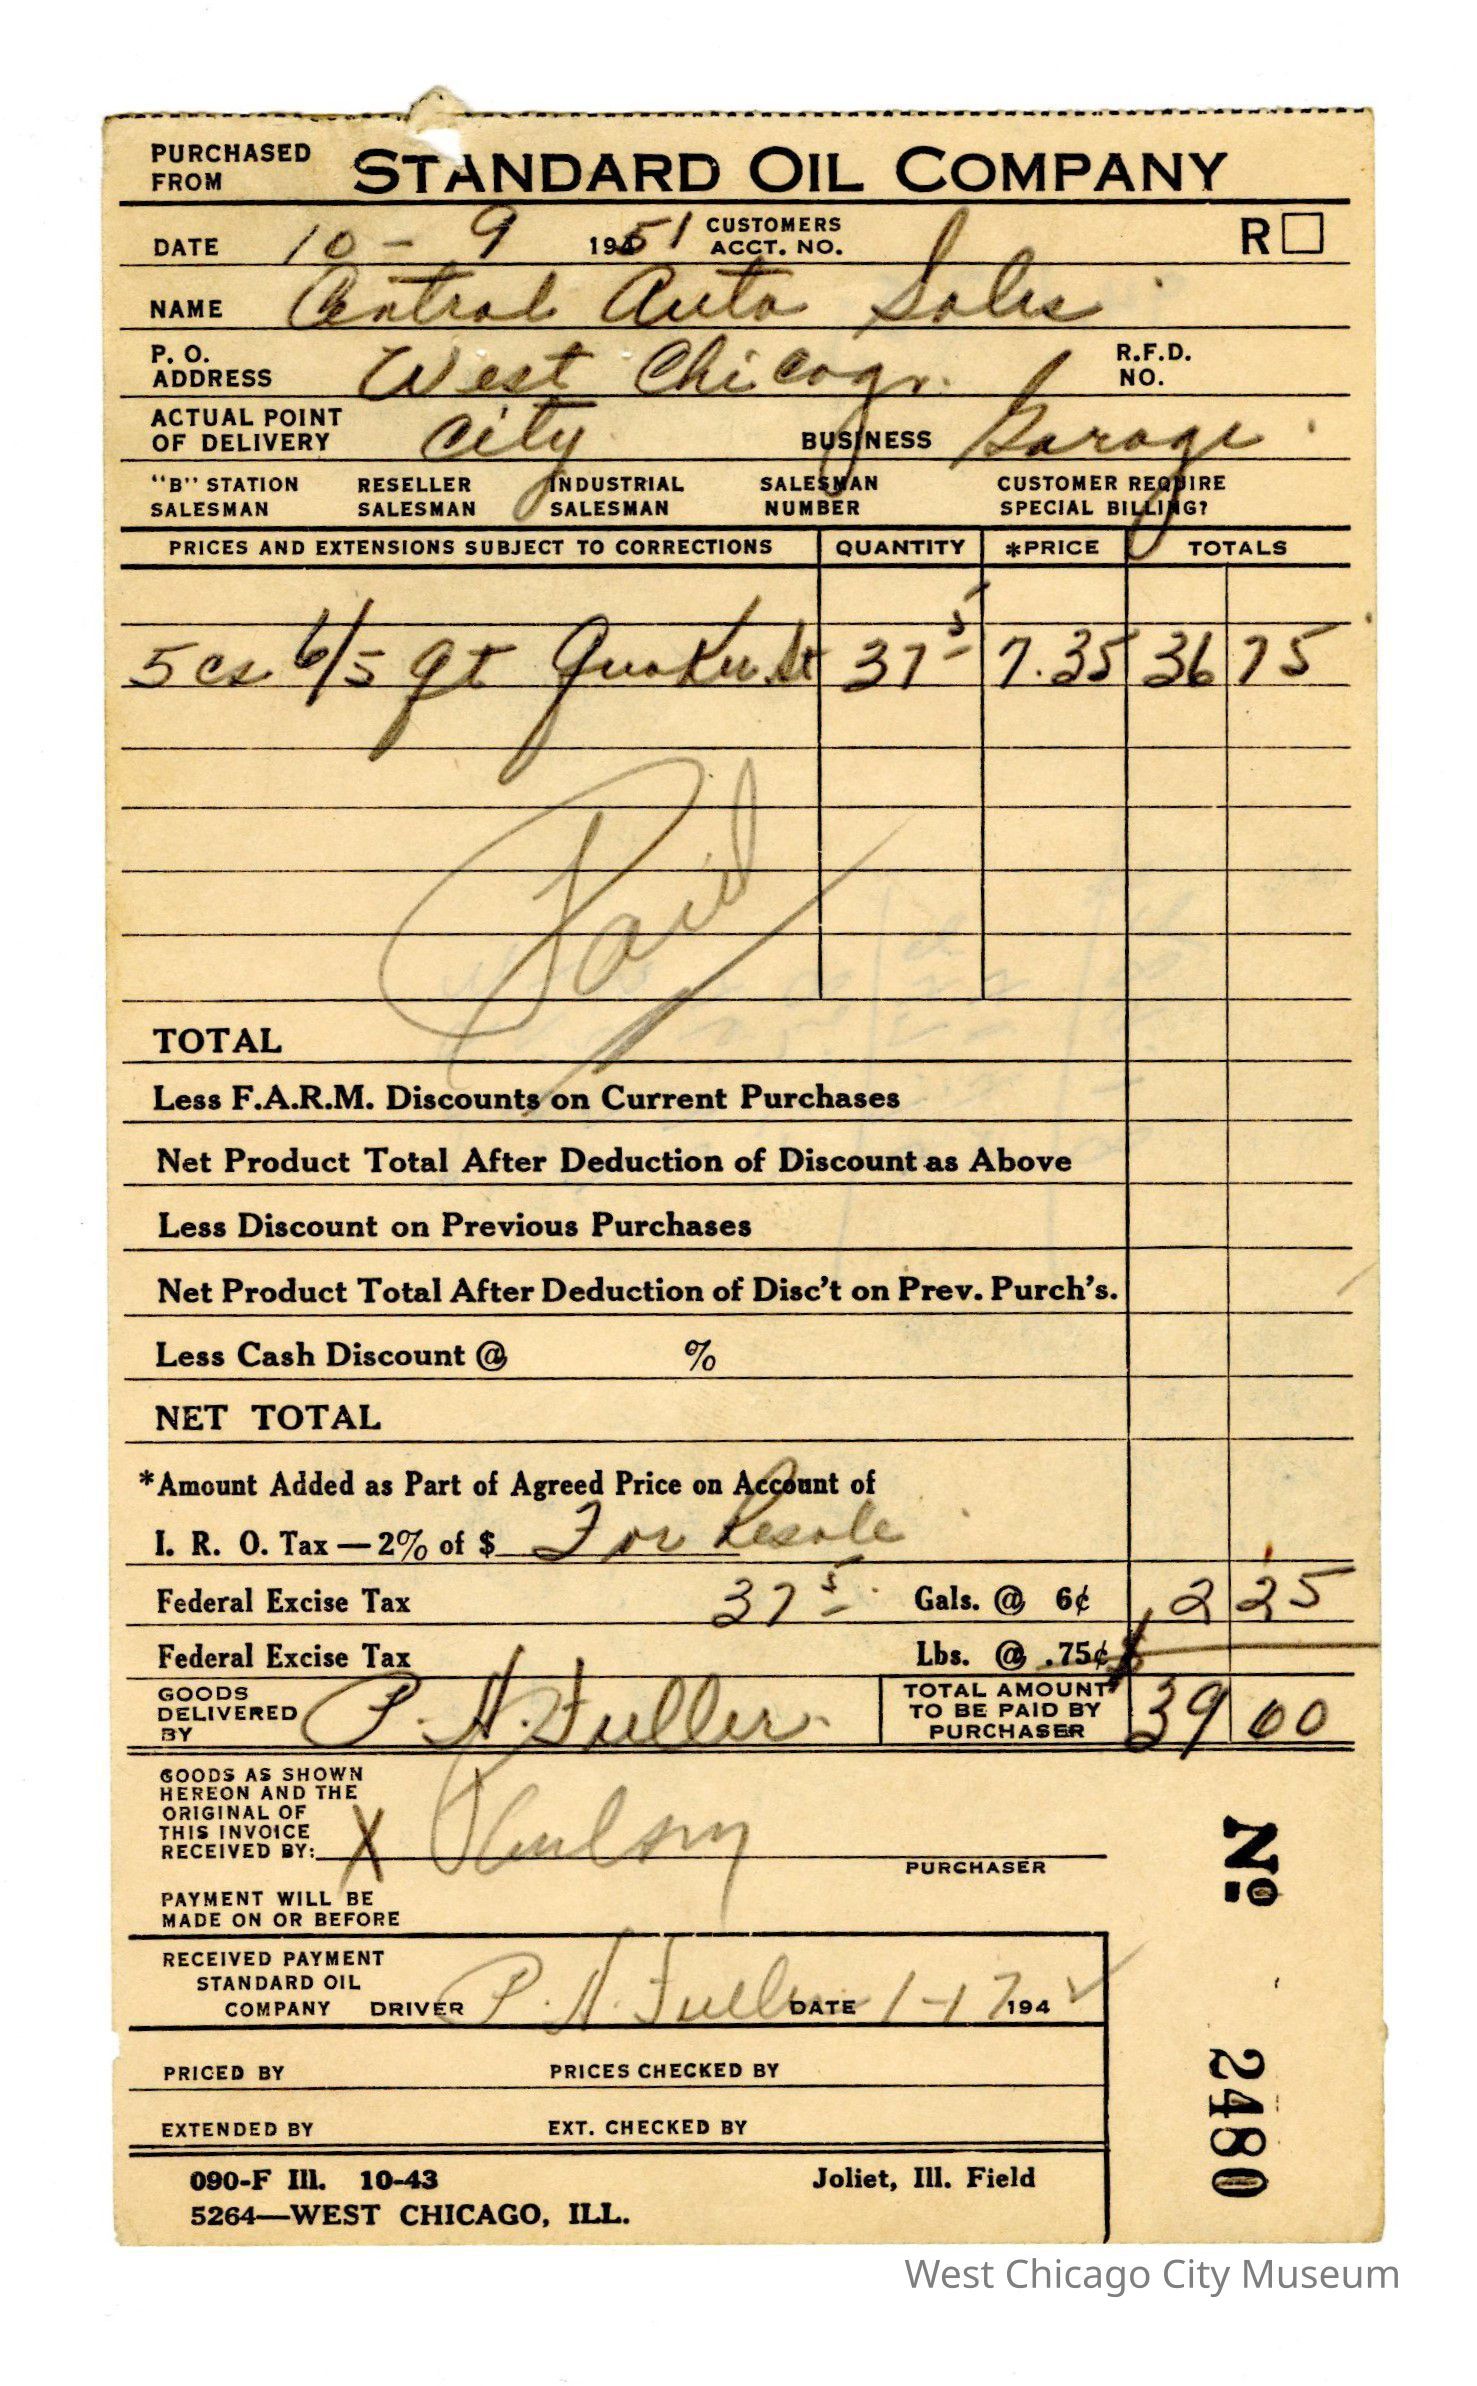 PURCHASED FROM STANDARD OIL COMPANY
DATE 10 - 9 1951 CUSTOMERS ACCT. NO. R
NAME Central Auto Sales
P. O. ADDRESS West Chicago. R.F.D. NO.
ACTUAL POINT OF DELIVERY City BUSINESS Garage
"B" STATION SALESMAN RESELLER SALESMAN INDUSTRIAL SALESMAN SALESMAN NUMBER CUSTOMER REQUIRE SPECIAL BILLING?
PRICES AND EXTENSIONS SUBJECT TO CORRECTIONS QUANTITY *PRICE TOTALS
5 cs 6/5 qt Quaker St 37 5 7.35 36 75
Paid
TOTAL
Less F.A.R.M. Discounts on Current Purchases
Net Product Total After Deduction of Discount as Above
Less Discount on Previous Purchases
Net Product Total After Deduction of Disc't on Prev. Purch's.
Less Cash Discount @ %
NET TOTAL
*Amount Added as Part of Agreed Price on Account of
I. R. O. Tax — 2% of $ For Resale
Federal Excise Tax 37 5 Gals. @ 6¢ 2 25
Federal Excise Tax Lbs. @ .75¢
GOODS DELIVERED BY P. H. Fuller TOTAL AMOUNT TO BE PAID BY PURCHASER $39 00
GOODS AS SHOWN
HEREON AND THE
ORIGINAL OF
THIS INVOICE
RECEIVED BY: X
PURCHASER
PAYMENT WILL BE
MADE ON OR BEFORE
RECEIVED PAYMENT
STANDARD OIL
COMPANY DRIVER P. H. Fuller DATE 1-17 194
PRICED BY PRICES CHECKED BY
EXTENDED BY EXT. CHECKED BY
090-F Ill. 10-43 Joliet, Ill. Field
5264—WEST CHICAGO, ILL.
Nº 2480
West Chicago City Museum